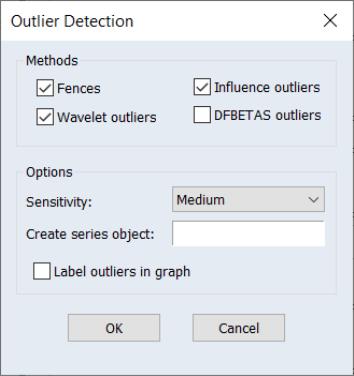 Outlier Detection
Methods
Fences
Influence outliers
Wavelet outliers
DFBETAS outliers
Options
Sensitivity:
Medium
Create series object:
Label outliers in graph
OK
Cancel